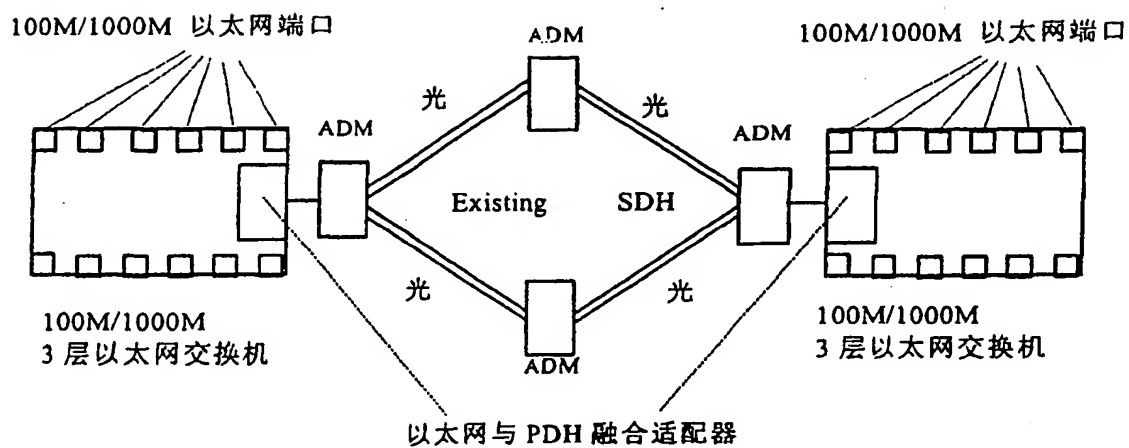 100M/1000M 以太网端口
ADM
100M/1000M 以太网端口
光
光
ADM
ADM
Existing SDH
光
光
100M/1000M
3 层以太网交换机
ADM
100M/1000M
3 层以太网交换机
以太网与 PDH 融合适配器